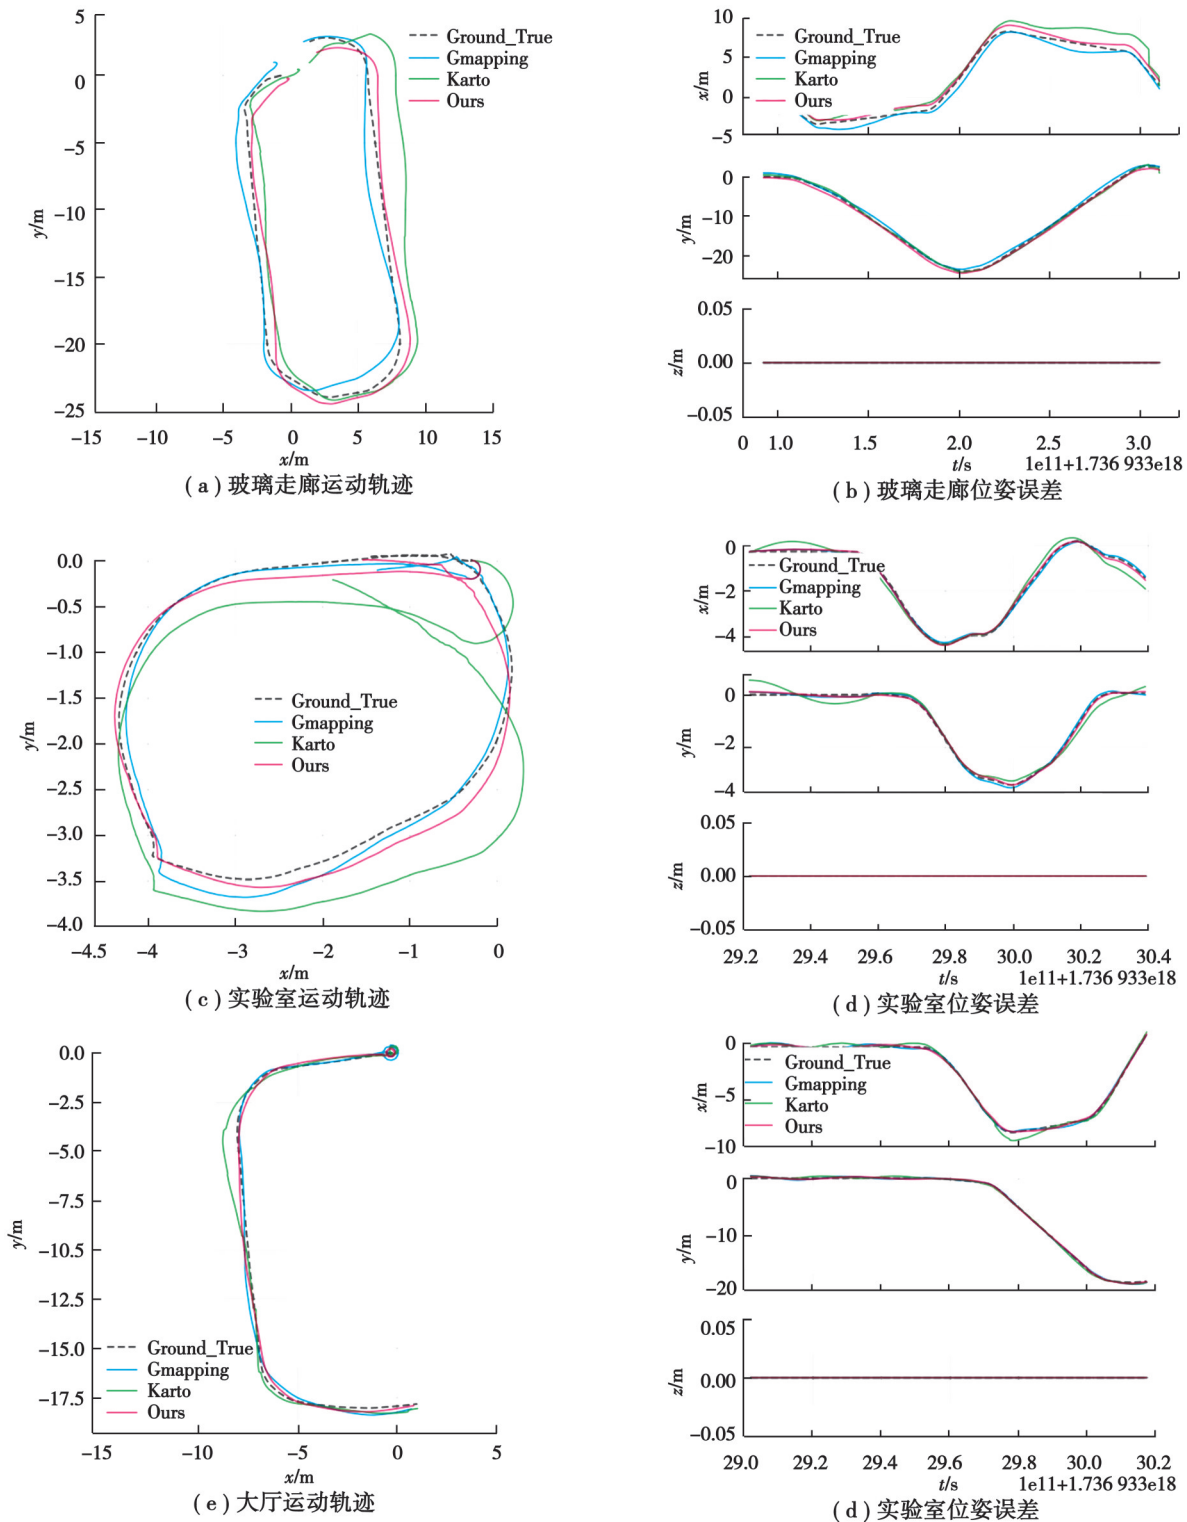 5
0
−5
−10
−15
−20
−25
y/m
−15 −10 −5 0 5 10 15
x/m
Ground_True
Gmapping
Karto
Ours
(a)玻璃走廊运动轨迹
10
5
0
−5
x/m
Ground_True
Gmapping
Karto
Ours
0
−10
−20
y/m
0.05
0.00
−0.05
z/m
0 1.0 1.5 2.0 2.5 3.0
t/s 1e11+1.736 933e18
(b)玻璃走廊位姿误差
0.0
−0.5
−1.0
−1.5
−2.0
−2.5
−3.0
−3.5
−4.0
y/m
Ground_True
Gmapping
Karto
Ours
−4.5 −4 −3 −2 −1 0
x/m
(c)实验室运动轨迹
0
−2
−4
x/m
Ground_True
Gmapping
Karto
Ours
0
−2
−4
y/m
0.05
0.00
−0.05
z/m
29.2 29.4 29.6 29.8 30.0 30.4
t/s 1e11+1.736 933e18
(d)实验室位姿误差
0.0
−2.5
−5.0
−7.5
−10.5
−12.5
−15.0
−17.5
y/m
Ground_True
Gmapping
Karto
Ours
−15 −10 −5 0 5
x/m
(e)大厅运动轨迹
0
−5
−10
x/m
Ground_True
Gmapping
Karto
Ours
0
−10
−20
y/m
0.05
0.00
−0.05
z/m
29.0 29.2 29.4 29.6 29.8 30.0 30.2
t/s 1e11+1.736 933e18
(d)实验室位姿误差